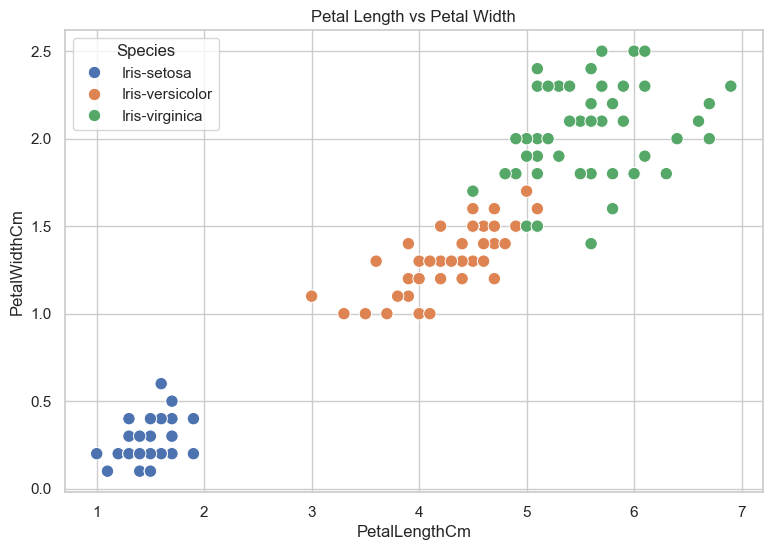 Petal Length vs Petal Width
Species
Iris-setosa
Iris-versicolor
Iris-virginica
PetalWidthCm
2.5
2.0
1.5
1.0
0.5
0.0
1 2 3 4 5 6 7
PetalLengthCm